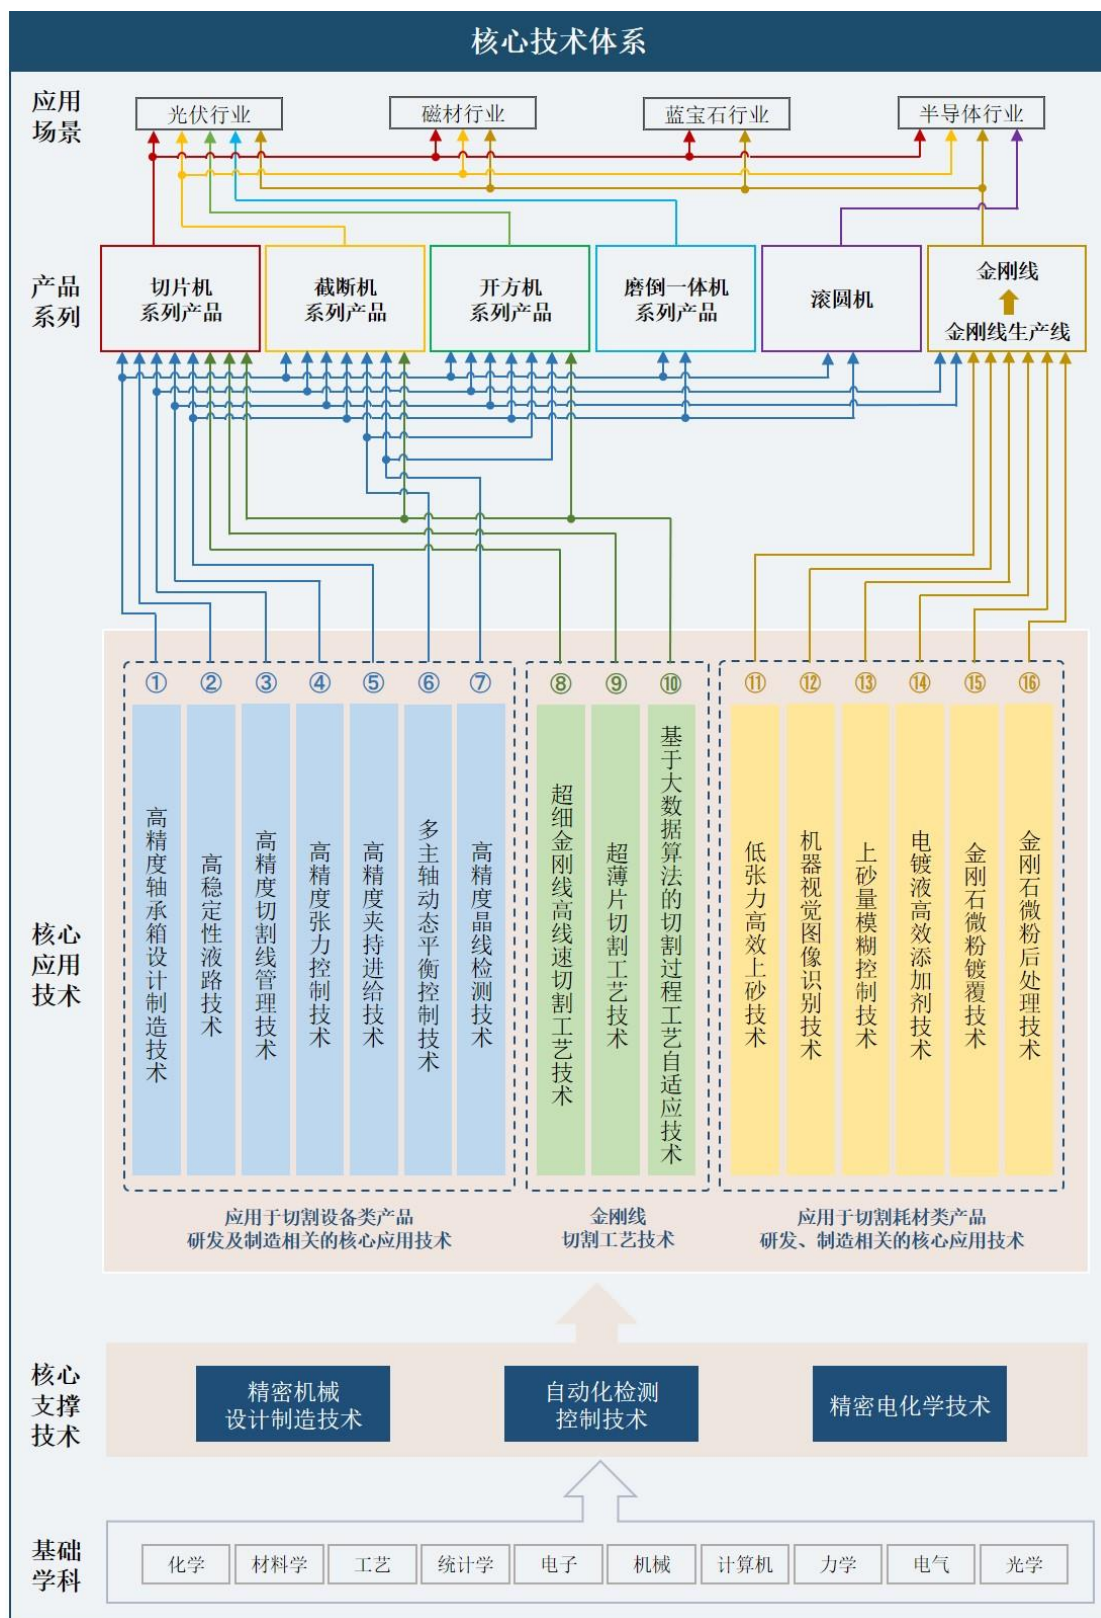 核心技术体系
应用
场景
光伏行业
磁材行业
蓝宝石行业
半导体行业
产品
系列
切片机
系列产品
截断机
系列产品
开方机
系列产品
磨倒一体机
系列产品
滚圆机
金刚线
金刚线生产线
核心
应用
技术
①
②
③
④
⑤
⑥
⑦
⑧
⑨
⑩
⑪
⑫
⑬
⑭
⑮
⑯
高精度轴承箱设计制造技术
高稳定性液路技术
高精度切割线管理技术
高精度张力控制技术
高精度夹持进给技术
多主轴动态平衡控制技术
高精度晶线检测技术
超细金刚线高线速切割工艺技术
超薄片切割工艺技术
基于大数据算法的切割过程工艺自适应技术
低张力高效上砂技术
机器视觉图像识别技术
上砂量模糊控制技术
电镀液高效添加剂技术
金刚石微粉镀覆技术
金刚石微粉后处理技术
应用于切割设备类产品
研发及制造相关的核心应用技术
金刚线
切割工艺技术
应用于切割耗材类产品
研发、制造相关的核心应用技术
核心
支撑
技术
精密机械
设计制造技术
自动化检测
控制技术
精密电化学技术
基础
学科
化学
材料学
工艺
统计学
电子
机械
计算机
力学
电气
光学